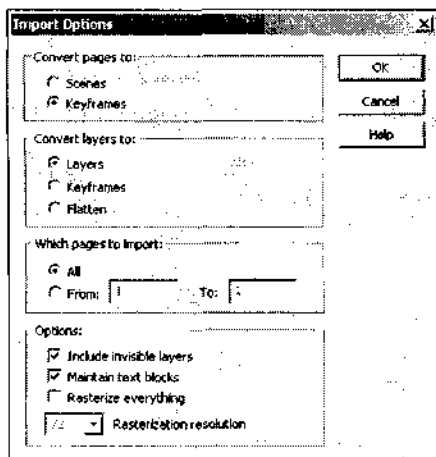 Import Options
Convert pages to:
Scenes
Keyframes
OK
Cancel
Help
Convert layers to:
Layers
Keyframes
Flatten
Which pages to import:
All
From: To:
Options:
Include invisible layers
Maintain text blocks
Rasterize everything
Rasterization resolution